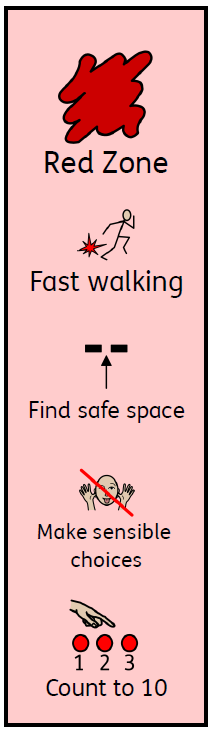 Red Zone
Fast walking
Find safe space
Make sensible
choices
1 2 3
Count to 10